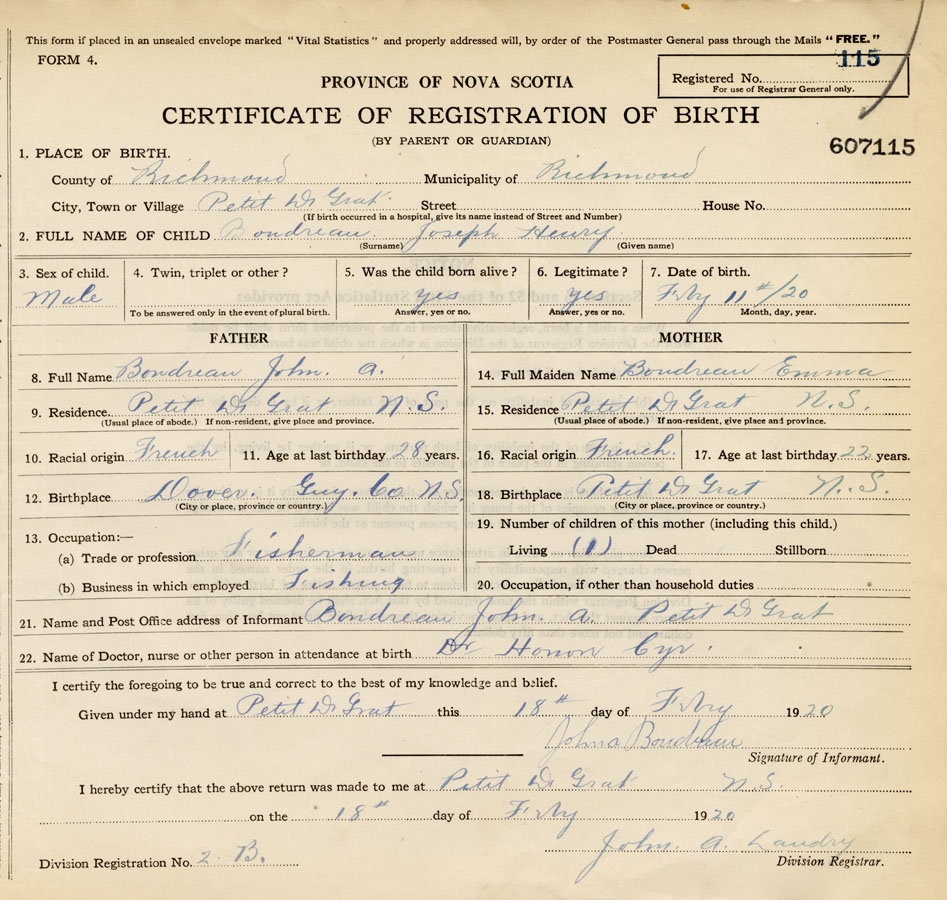 This form if placed in an unsealed envelope marked "Vital Statistics" and properly addressed will, by order of the Postmaster General pass through the Mails "FREE."
FORM 4.
115
Registered No.
For use of Registrar General only.
PROVINCE OF NOVA SCOTIA
CERTIFICATE OF REGISTRATION OF BIRTH
(BY PARENT OR GUARDIAN)
607115
1. PLACE OF BIRTH.
County of Richmond Municipality of Richmond
City, Town or Village Petit De Grat Street House No.
(If birth occurred in a hospital, give its name instead of Street and Number)
2. FULL NAME OF CHILD Boudreau Joseph Henry
(Surname) (Given name)
3. Sex of child. 4. Twin, triplet or other? 5. Was the child born alive? 6. Legitimate? 7. Date of birth.
Male yes yes Feby 11th/20
To be answered only in the event of plural birth. Answer, yes or no. Answer, yes or no. Month, day, year.
FATHER
8. Full Name Boudreau John. A.
9. Residence. Petit De Grat N.S.
(Usual place of abode.) If non-resident, give place and province.
10. Racial origin French 11. Age at last birthday 28 years.
12. Birthplace Dover. Guy. Co N.S.
(City or place, province or country.)
13. Occupation:—
(a) Trade or profession Fisherman
(b) Business in which employed Fishing
MOTHER
14. Full Maiden Name Boudreau Emma
15. Residence Petit De Grat N.S.
(Usual place of abode.) If non-resident, give place and province.
16. Racial origin French. 17. Age at last birthday 22 years.
18. Birthplace Petit De Grat N.S.
(City or place, province or country.)
19. Number of children of this mother (including this child.)
Living (1) Dead Stillborn
20. Occupation, if other than household duties
21. Name and Post Office address of Informant Boudreau John. A. Petit De Grat
22. Name of Doctor, nurse or other person in attendance at birth Dr Honor Cyr.
I certify the foregoing to be true and correct to the best of my knowledge and belief.
Given under my hand at Petit De Grat this 18th day of Feby 1920
John A Boudreau
Signature of Informant.
I hereby certify that the above return was made to me at Petit De Grat N.S.
on the 18th day of Feby 1920
John A. Landry
Division Registration No. 2. B. Division Registrar.